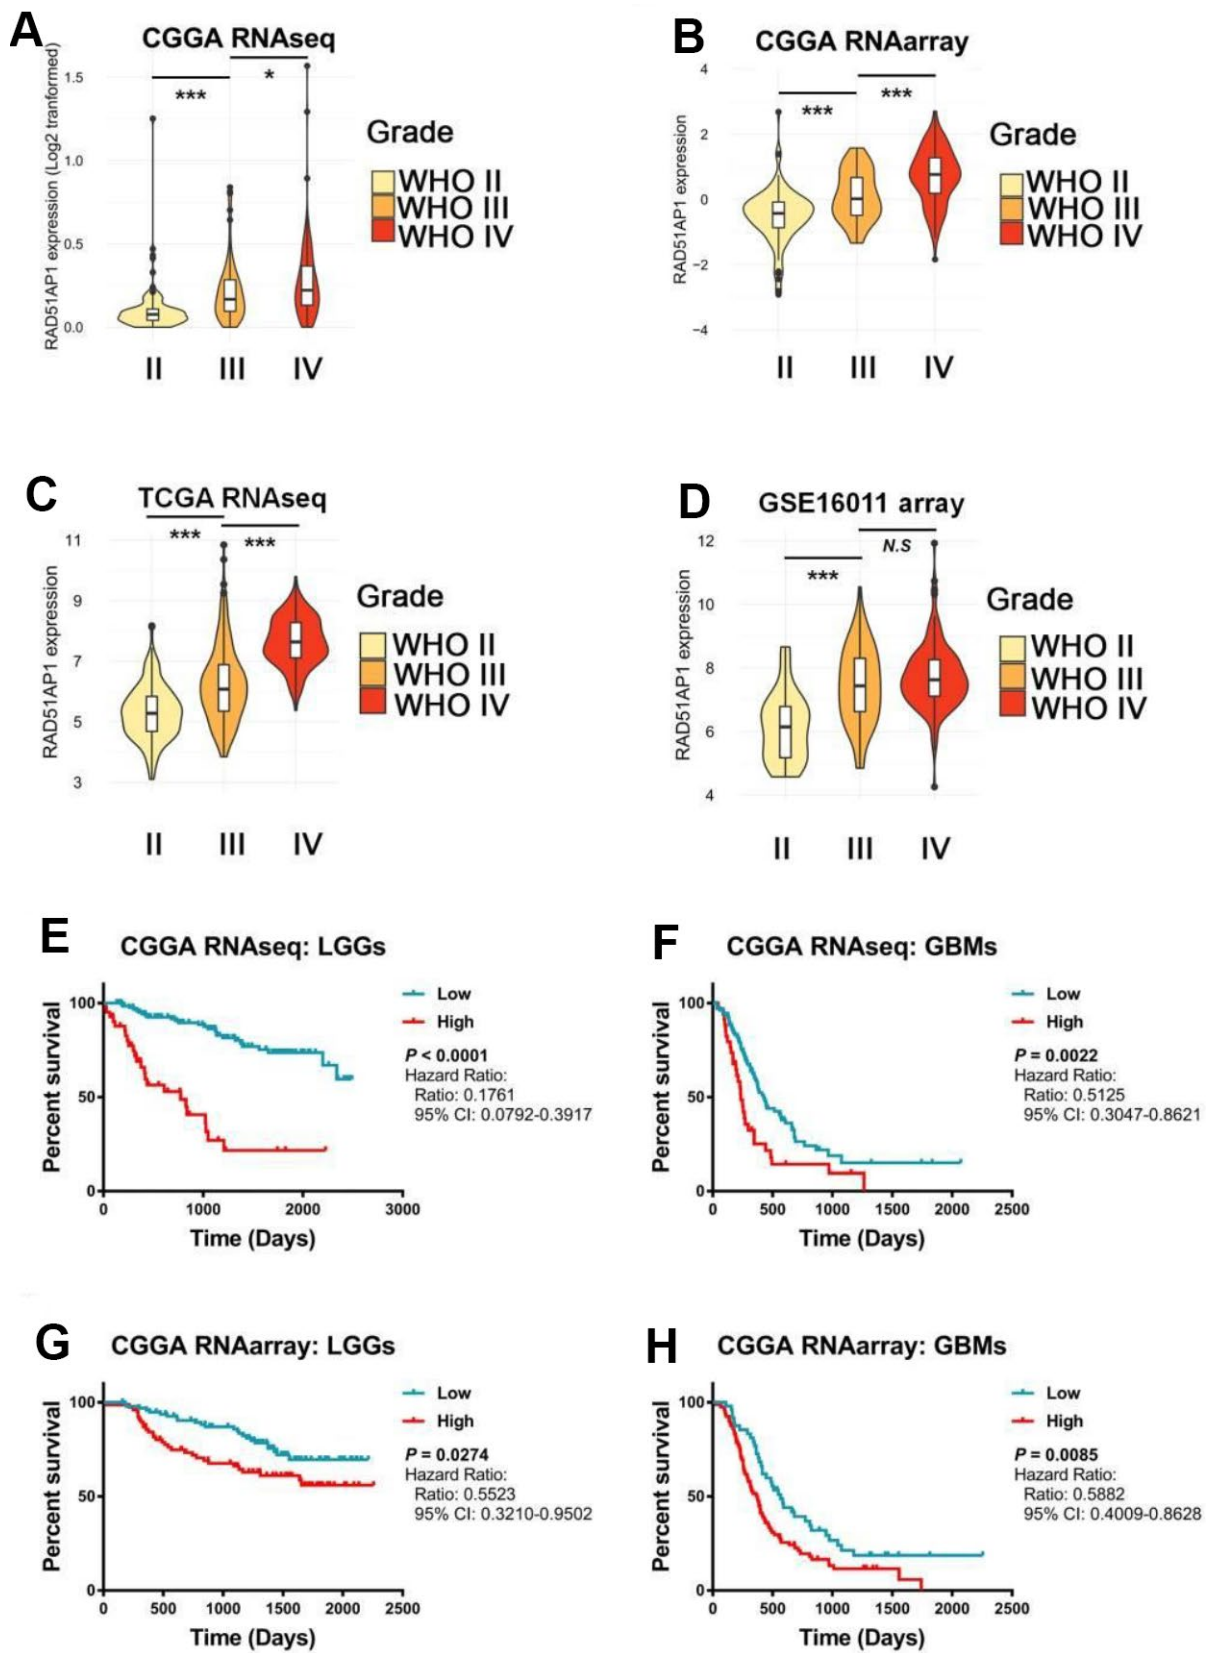 A
CGGA RNAseq
RAD51AP1 expression (Log2 tranformed)
1.5
1.0
0.5
0.0
***
*
II III IV
Grade
WHO II
WHO III
WHO IV
B
CGGA RNAarray
RAD51AP1 expression
4
2
0
−2
−4
***
***
II III IV
Grade
WHO II
WHO III
WHO IV
C
TCGA RNAseq
RAD51AP1 expression
11
9
7
5
3
***
***
II III IV
Grade
WHO II
WHO III
WHO IV
D
GSE16011 array
RAD51AP1 expression
12
10
8
6
4
***
N.S
II III IV
Grade
WHO II
WHO III
WHO IV
E
CGGA RNAseq: LGGs
Percent survival
100
50
0
0 1000 2000 3000
Time (Days)
Low
High
P < 0.0001
Hazard Ratio:
Ratio: 0.1761
95% CI: 0.0792-0.3917
F
CGGA RNAseq: GBMs
Percent survival
100
50
0
0 500 1000 1500 2000 2500
Time (Days)
Low
High
P = 0.0022
Hazard Ratio:
Ratio: 0.5125
95% CI: 0.3047-0.8621
G
CGGA RNAarray: LGGs
Percent survival
100
50
0
0 500 1000 1500 2000 2500
Time (Days)
Low
High
P = 0.0274
Hazard Ratio:
Ratio: 0.5523
95% CI: 0.3210-0.9502
H
CGGA RNAarray: GBMs
Percent survival
100
50
0
0 500 1000 1500 2000 2500
Time (Days)
Low
High
P = 0.0085
Hazard Ratio:
Ratio: 0.5882
95% CI: 0.4009-0.8628